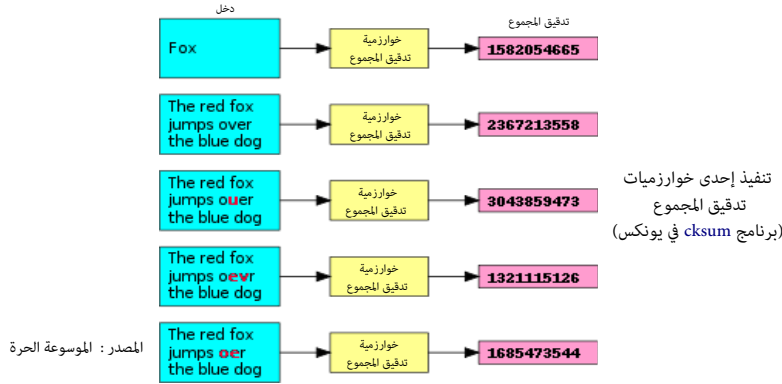 دخل
تدقيق المجموع
Fox
خوارزمية
تدقيق المجموع
1582054665
The red fox
jumps over
the blue dog
خوارزمية
تدقيق المجموع
2367213558
The red fox
jumps ouer
the blue dog
خوارزمية
تدقيق المجموع
3043859473
تنفيذ إحدى خوارزميات
تدقيق المجموع
(برنامج cksum في يونكس)
The red fox
jumps oevr
the blue dog
خوارزمية
تدقيق المجموع
1321115126
The red fox
jumps oer
the blue dog
خوارزمية
تدقيق المجموع
1685473544
المصدر : الموسوعة الحرة